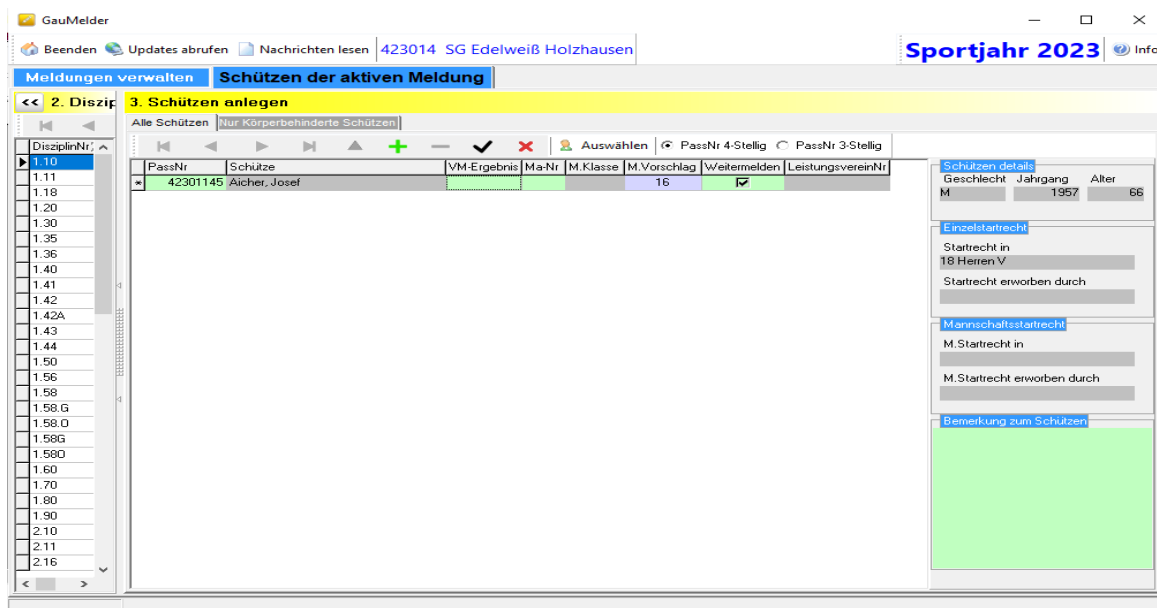 GauMelder
Beenden Updates abrufen Nachrichten lesen 423014 SG Edelweiß Holzhausen Sportjahr 2023 Info
Meldungen verwalten Schützen der aktiven Meldung
<< 2. Diszip 3. Schützen anlegen
Alle Schützen Nur Körperbehinderte Schützen
Auswählen PassNr 4-Stellig PassNr 3-Stellig
DisziplinNr
1.10
1.11
1.18
1.20
1.30
1.35
1.36
1.40
1.41
1.42
1.42A
1.43
1.44
1.50
1.56
1.58
1.58.G
1.58.O
1.58G
1.58O
1.60
1.70
1.80
1.90
2.10
2.11
2.16
PassNr Schütze VM-Ergebnis Ma-Nr M.Klasse M.Vorschlag Weitermelden LeistungsvereinNr
42301145 Aicher, Josef 16
Schützen details
Geschlecht Jahrgang Alter
M 1957 66
Einzelstartrecht
Startrecht in
18 Herren V
Startrecht erworben durch
Mannschaftsstartrecht
M.Startrecht in
M.Startrecht erworben durch
Bemerkung zum Schützen